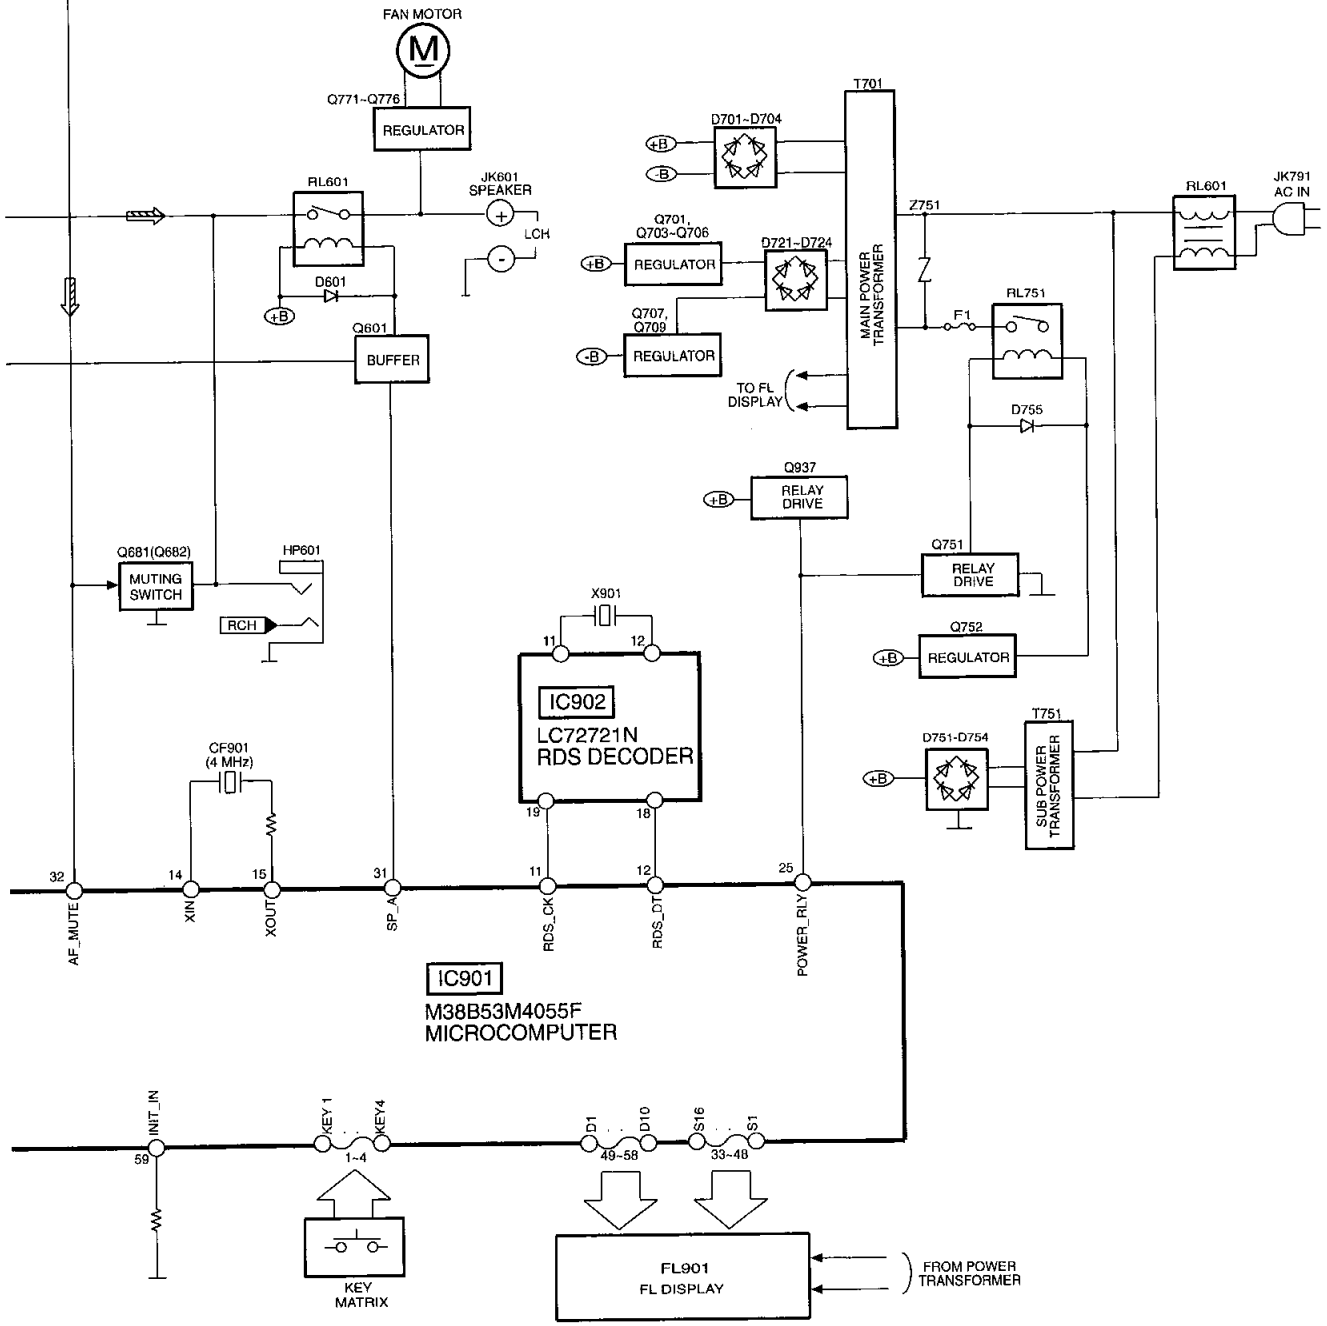 FAN MOTOR
M
Q771~Q776
REGULATOR
RL601
JK601
SPEAKER
+
LCH
-
D601
+B
Q601
BUFFER
T701
D701~D704
+B
-B
Q701,
Q703~Q706
+B
REGULATOR
D721~D724
Q707,
Q709
-B
REGULATOR
MAIN POWER
TRANSFORMER
TO FL
DISPLAY
Z751
F1
RL751
D755
RL601
JK791
AC IN
Q937
+B
RELAY
DRIVE
Q751
RELAY
DRIVE
Q752
+B
REGULATOR
T751
D751-D754
+B
SUB POWER
TRANSFORMER
Q681(Q682)
MUTING
SWITCH
HP601
RCH
X901
11
12
IC902
LC72721N
RDS DECODER
19
18
CF901
(4 MHz)
32
14
15
31
11
12
25
AF_MUTE
XIN
XOUT
SP_A
RDS_CK
RDS_DT
POWER_RLY
IC901
M38B53M4055F
MICROCOMPUTER
INIT_IN
KEY 1
. .
KEY4
D1
. .
D10
S16
. .
S1
59
1~4
49~58
33~48
KEY
MATRIX
FL901
FL DISPLAY
FROM POWER
TRANSFORMER